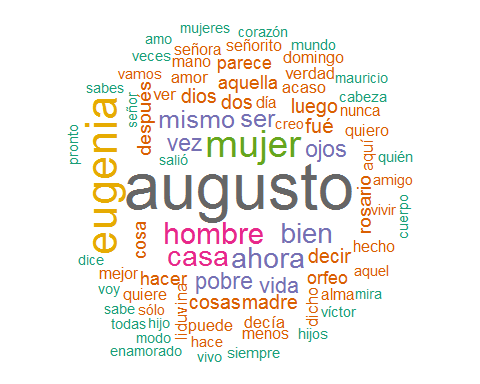 mujeres corazón
amo señorito
veces señora mundo
mano parece domingo
vamos amor verdad
sabes aquella acaso mauricio
ver dios dos día luego cabeza
después señor mismo ser creo fué nunca
eugenia vez mujer ojos quiero
pronto salió aquí quién
augusto amigo
rosario vivir
cuerpo
cosa hombre bien
dice casa ahora decir hecho
mejor hacer pobre vida orfeo aquel
voy quiere cosas madre dicho alma mira
sabe sólo liduvina víctor
todas hijo puede decía
modo hace menos hijos
enamorado vivo siempre